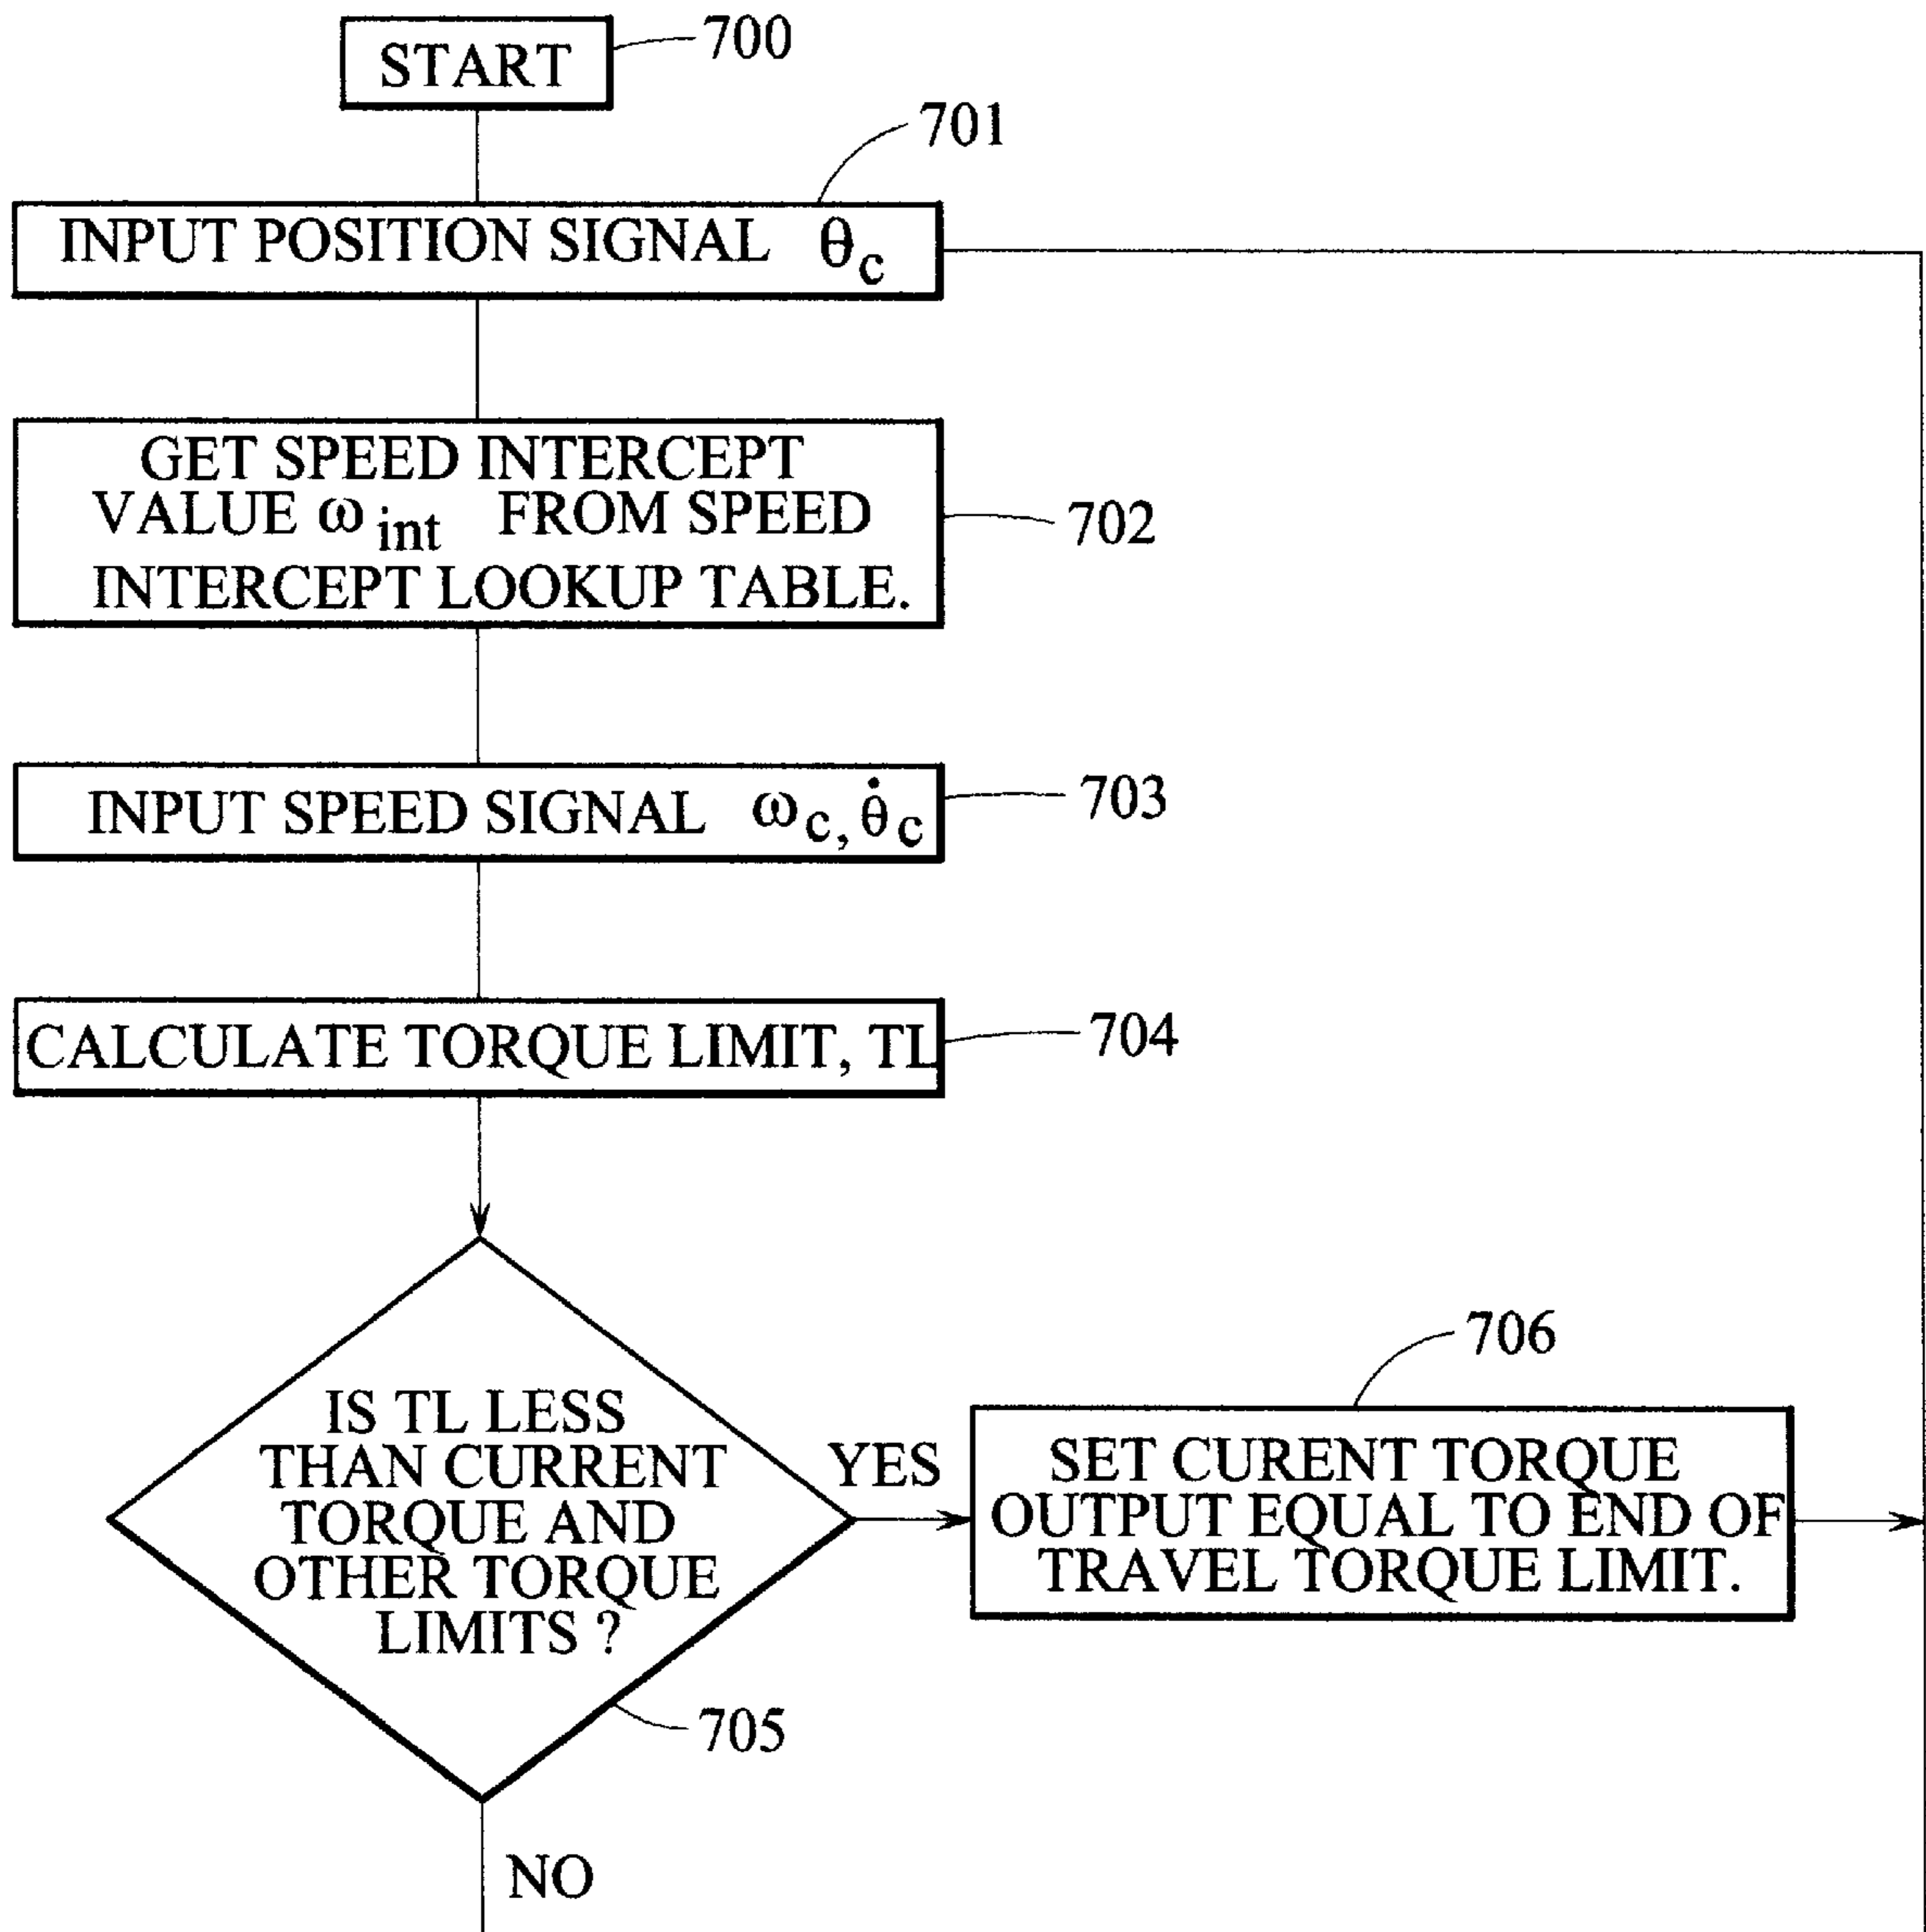 START
700
701
INPUT POSITION SIGNAL θc
GET SPEED INTERCEPT
VALUE ωint FROM SPEED
INTERCEPT LOOKUP TABLE.
702
INPUT SPEED SIGNAL ωc, θ̇c
703
CALCULATE TORQUE LIMIT, TL
704
IS TL LESS
THAN CURRENT
TORQUE AND
OTHER TORQUE
LIMITS ?
705
YES
706
SET CURENT TORQUE
OUTPUT EQUAL TO END OF
TRAVEL TORQUE LIMIT.
NO